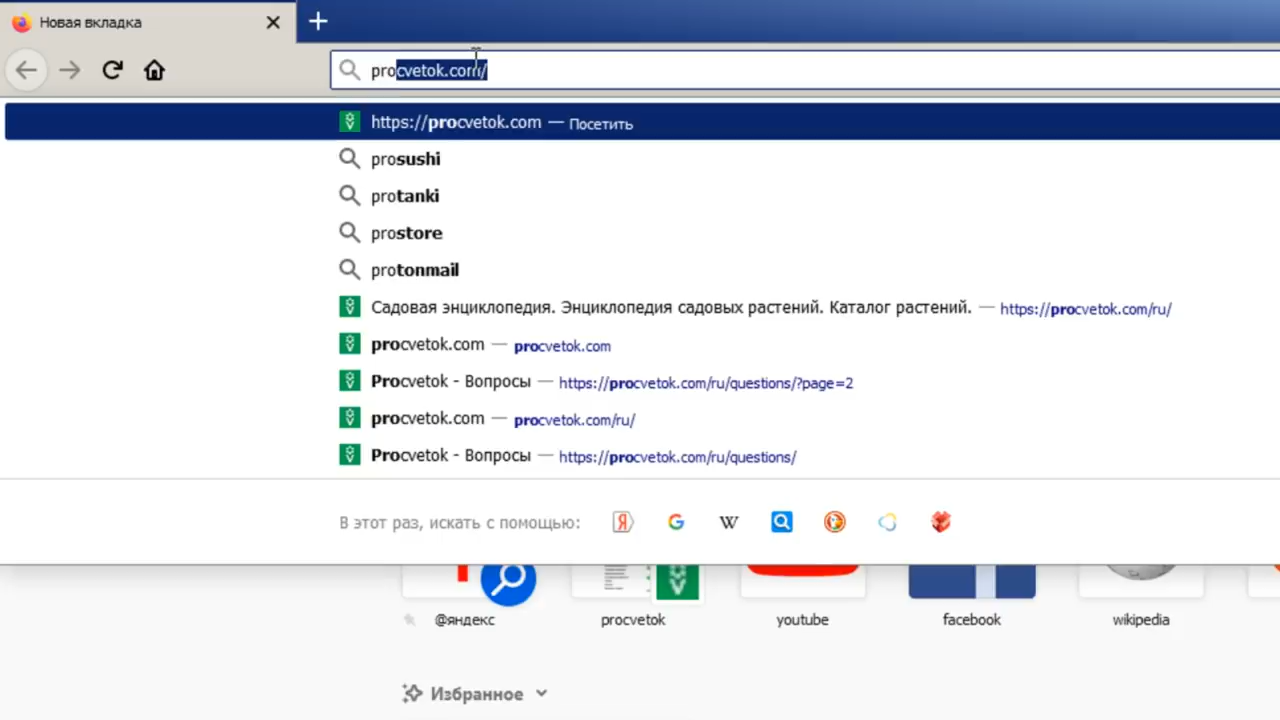 Новая вкладка
procvetok.com/
https://procvetok.com — Посетить
prosushi
protanki
prostore
protonmail
Садовая энциклопедия. Энциклопедия садовых растений. Каталог растений. — https://procvetok.com/ru/
procvetok.com — procvetok.com
Procvetok - Вопросы — https://procvetok.com/ru/questions/?page=2
procvetok.com — procvetok.com/ru/
Procvetok - Вопросы — https://procvetok.com/ru/questions/
В этот раз, искать с помощью: Я G W
@яндекс procvetok youtube facebook wikipedia
Избранное